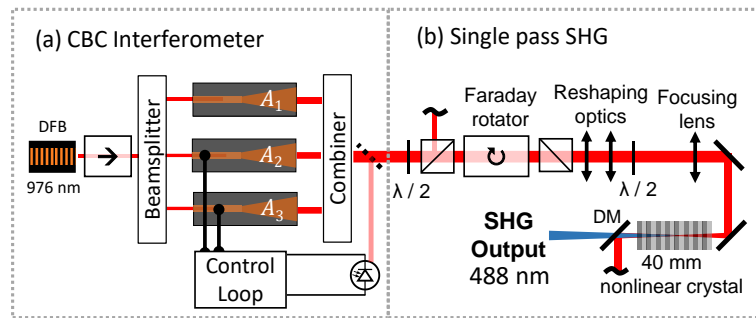 (a) CBC Interferometer
DFB
976 nm
Beamsplitter
A1
A2
A3
Combiner
Control
Loop
(b) Single pass SHG
Faraday
rotator
Reshaping
optics
Focusing
lens
λ / 2
λ / 2
DM
SHG
Output
488 nm
40 mm
nonlinear crystal